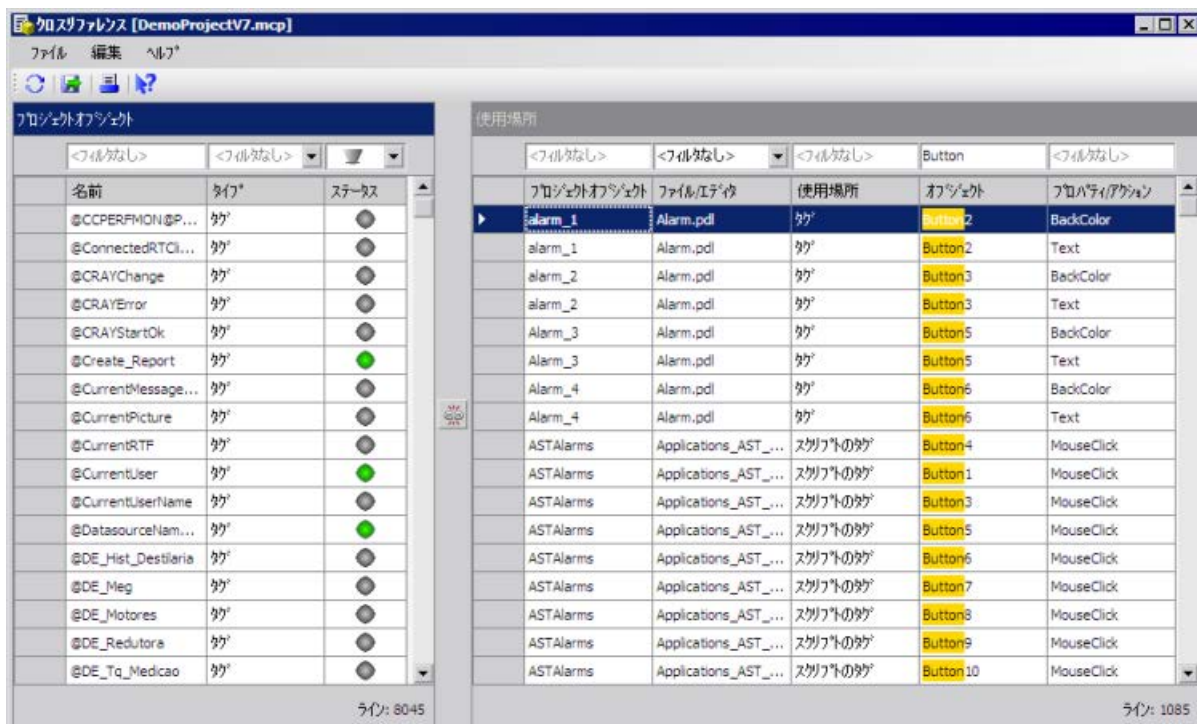 クロスリファレンス [DemoProjectV7.mcp]
ファイル 編集 ヘルプ
プロジェクトオブジェクト
使用場所
<フィルタなし> <フィルタなし>
<フィルタなし> <フィルタなし> <フィルタなし> Button <フィルタなし>
名前 タイプ ステータス
@CCPERFMON@P... タグ
@ConnectedRTCli... タグ
@CRAYChange タグ
@CRAYError タグ
@CRAYStartOk タグ
@Create_Report タグ
@CurrentMessage... タグ
@CurrentPicture タグ
@CurrentRTF タグ
@CurrentUser タグ
@CurrentUserName タグ
@DatasourceNam... タグ
@DE_Hist_Destilaria タグ
@DE_Meg タグ
@DE_Motores タグ
@DE_Redutora タグ
@DE_Tq_Medicao タグ
ライン: 8045
プロジェクトオブジェクト ファイル/エディタ 使用場所 オブジェクト プロパティ/アクション
alarm_1 Alarm.pdl タグ Button2 BackColor
alarm_1 Alarm.pdl タグ Button2 Text
alarm_2 Alarm.pdl タグ Button3 BackColor
alarm_2 Alarm.pdl タグ Button3 Text
Alarm_3 Alarm.pdl タグ Button5 BackColor
Alarm_3 Alarm.pdl タグ Button5 Text
Alarm_4 Alarm.pdl タグ Button6 BackColor
Alarm_4 Alarm.pdl タグ Button6 Text
ASTAlarms Applications_AST_... スクリプトのタグ Button4 MouseClick
ASTAlarms Applications_AST_... スクリプトのタグ Button1 MouseClick
ASTAlarms Applications_AST_... スクリプトのタグ Button3 MouseClick
ASTAlarms Applications_AST_... スクリプトのタグ Button5 MouseClick
ASTAlarms Applications_AST_... スクリプトのタグ Button6 MouseClick
ASTAlarms Applications_AST_... スクリプトのタグ Button7 MouseClick
ASTAlarms Applications_AST_... スクリプトのタグ Button8 MouseClick
ASTAlarms Applications_AST_... スクリプトのタグ Button9 MouseClick
ASTAlarms Applications_AST_... スクリプトのタグ Button10 MouseClick
ライン: 1085